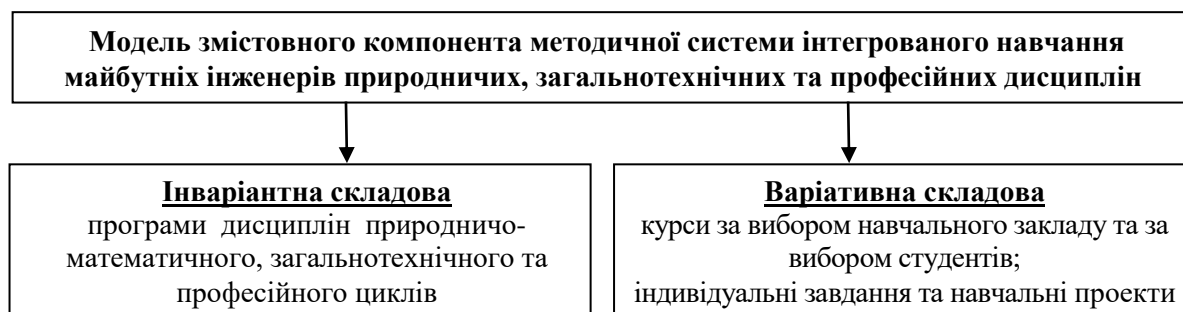 Модель змістовного компонента методичної системи інтегрованого навчання
майбутніх інженерів природничих, загальнотехнічних та професійних дисциплін
Інваріантна складова
програми дисциплін природничо-
математичного, загальнотехнічного та
професійного циклів
Варіативна складова
курси за вибором навчального закладу та за
вибором студентів;
індивідуальні завдання та навчальні проекти